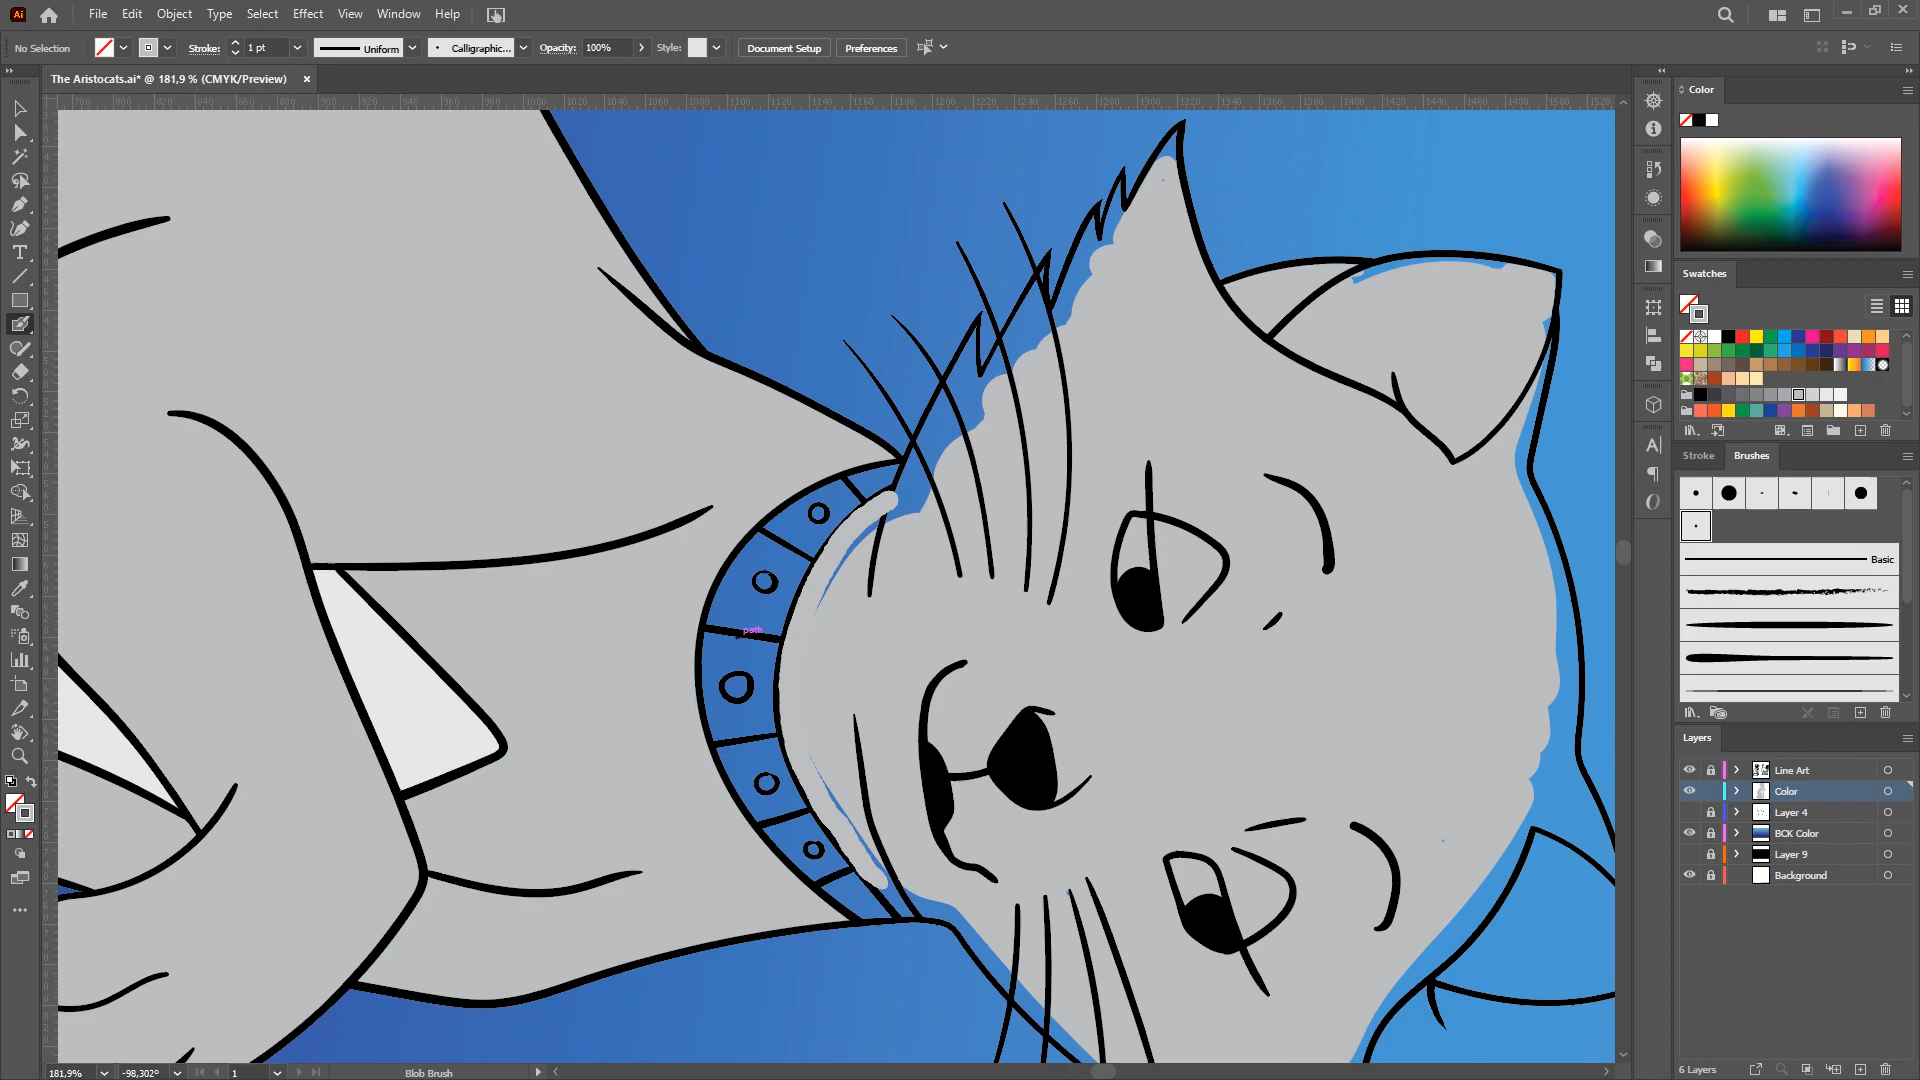 Ai File Edit Object Type Select Effect View Window Help
No Selection Stroke: 1 pt Uniform Calligraphic... Opacity: 100% Style: Document Setup Preferences
The Aristocats.ai* @ 181,9 % (CMYK/Preview) ×
Color
Swatches
path
Stroke Brushes
Basic
Layers
Line Art
Color
Layer 4
BCK Color
Layer 9
Background
181,9% -98,302° 1 Blob Brush 6 Layers